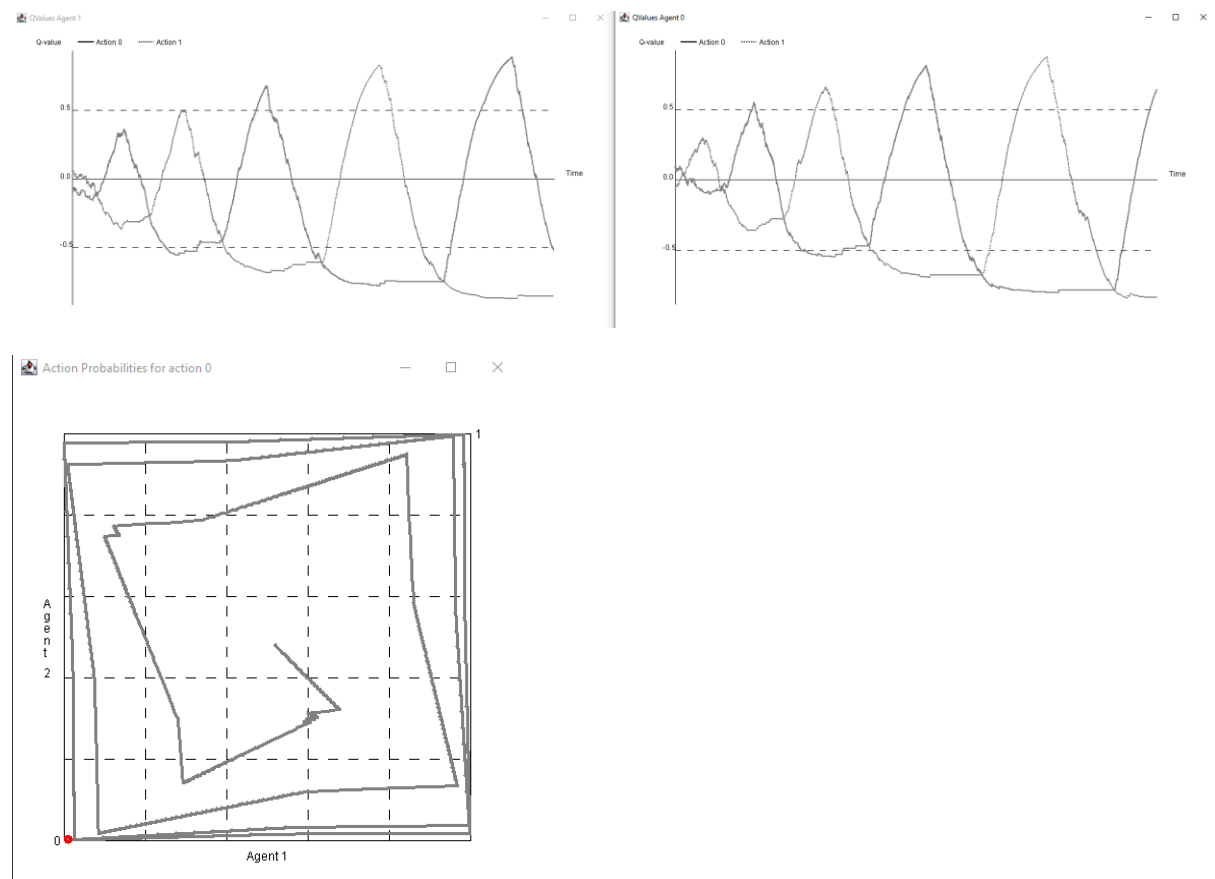 QValues Agent 1
Q-value Action 0 Action 1
0.5
0.0
-0.5
Time
QValues Agent 0
Q-value Action 0 Action 1
0.5
0.0
-0.5
Time
Action Probabilities for action 0
1
Agent 2
0
Agent 1